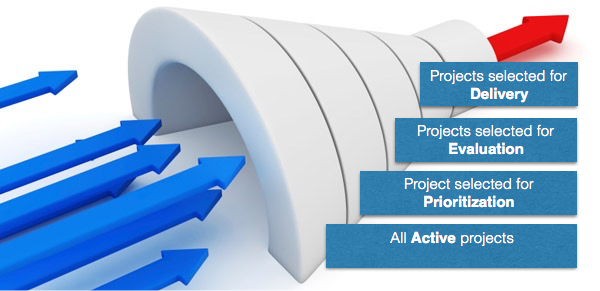 Projects selected for
Delivery
Projects selected for
Evaluation
Project selected for
Prioritization
All Active projects